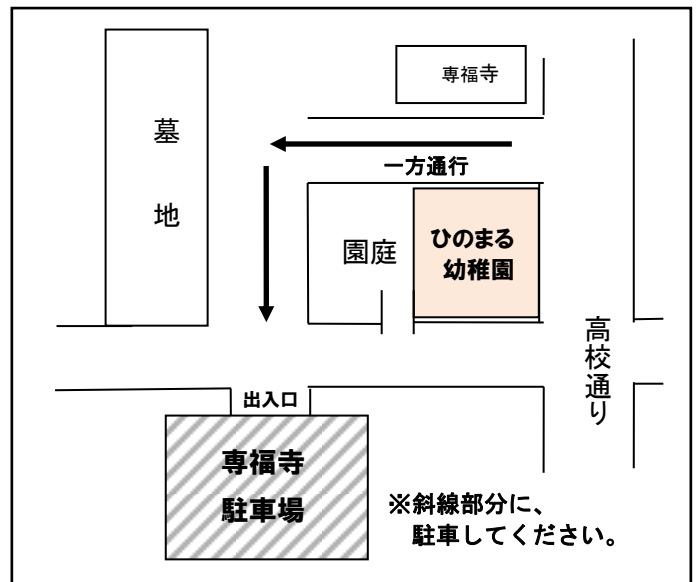 専福寺
墓地
一方通行
園庭
ひのまる
幼稚園
高校通り
出入口
専福寺
駐車場
※斜線部分に、
駐車してください。